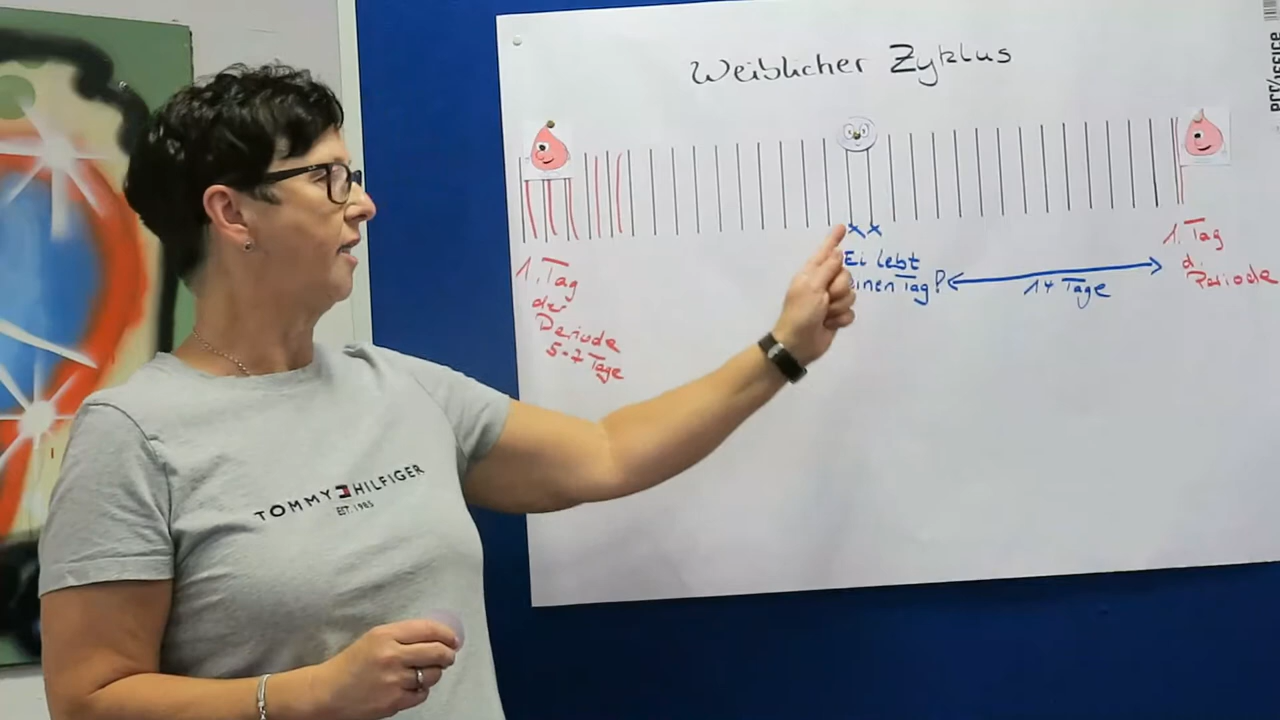 Weiblicher Zyklus
1. Tag
der
Periode
5-7 Tage
Ei lebt
einen Tag!
14 Tage
1. Tag
d.
Periode
TOMMY HILFIGER
EST. 1985